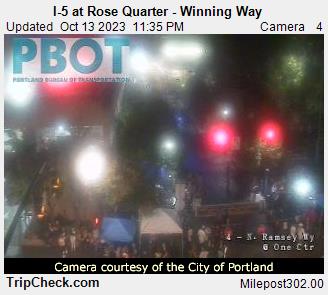 I-5 at Rose Quarter - Winning Way
Updated Oct 13 2023 11:35 PM Camera 4
PBOT
PORTLAND BUREAU OF TRANSPORTATION
4 - N. Ramsey Wy
@ One Ctr
Camera courtesy of the City of Portland
TripCheck.com Milepost302.00